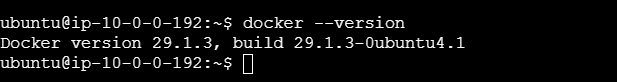 ubuntu@ip-10-0-0-192:~$ docker --version
Docker version 29.1.3, build 29.1.3-0ubuntu4.1
ubuntu@ip-10-0-0-192:~$